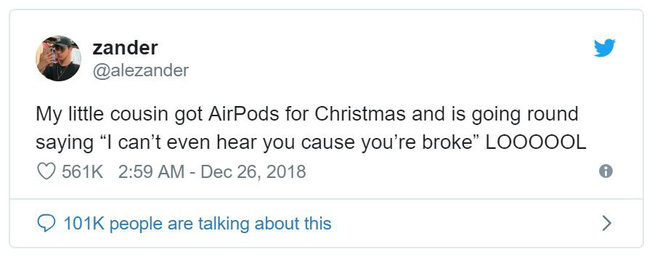 zander
@alezander
My little cousin got AirPods for Christmas and is going round
saying “I can’t even hear you cause you’re broke” LOOOOOL
561K 2:59 AM - Dec 26, 2018
101K people are talking about this